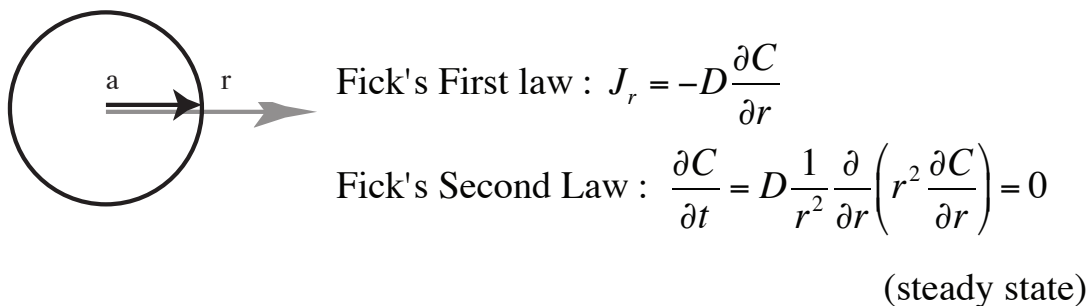 a r
Fick's First law : J_r = −D ∂C/∂r
Fick's Second Law : ∂C/∂t = D 1/r² ∂/∂r (r² ∂C/∂r) = 0
(steady state)